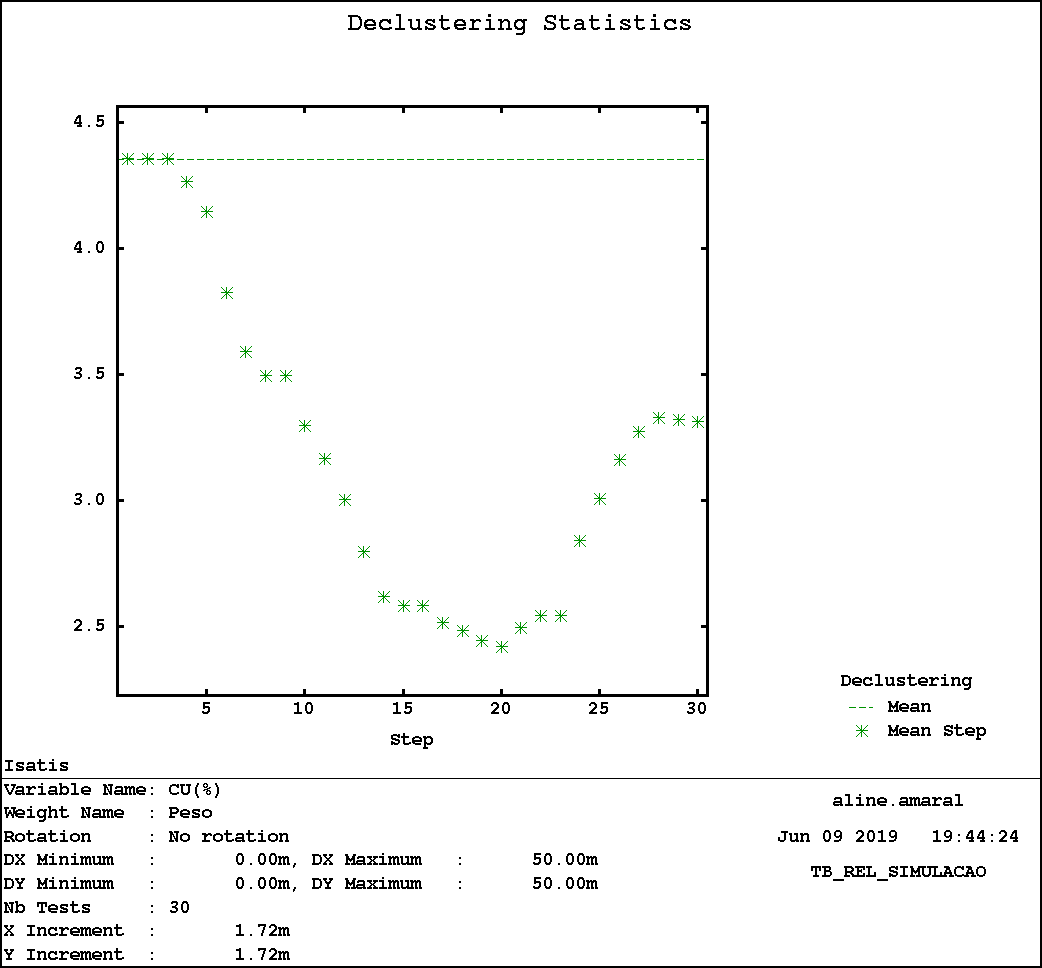 Declustering Statistics
4.5
4.0
3.5
3.0
2.5
5 10 15 20 25 30
Step
Declustering
Mean
Mean Step
Isatis
Variable Name: CU(%)
Weight Name : Peso
Rotation : No rotation
DX Minimum : 0.00m, DX Maximum : 50.00m
DY Minimum : 0.00m, DY Maximum : 50.00m
Nb Tests : 30
X Increment : 1.72m
Y Increment : 1.72m
aline.amaral
Jun 09 2019 19:44:24
TB_REL_SIMULACAO